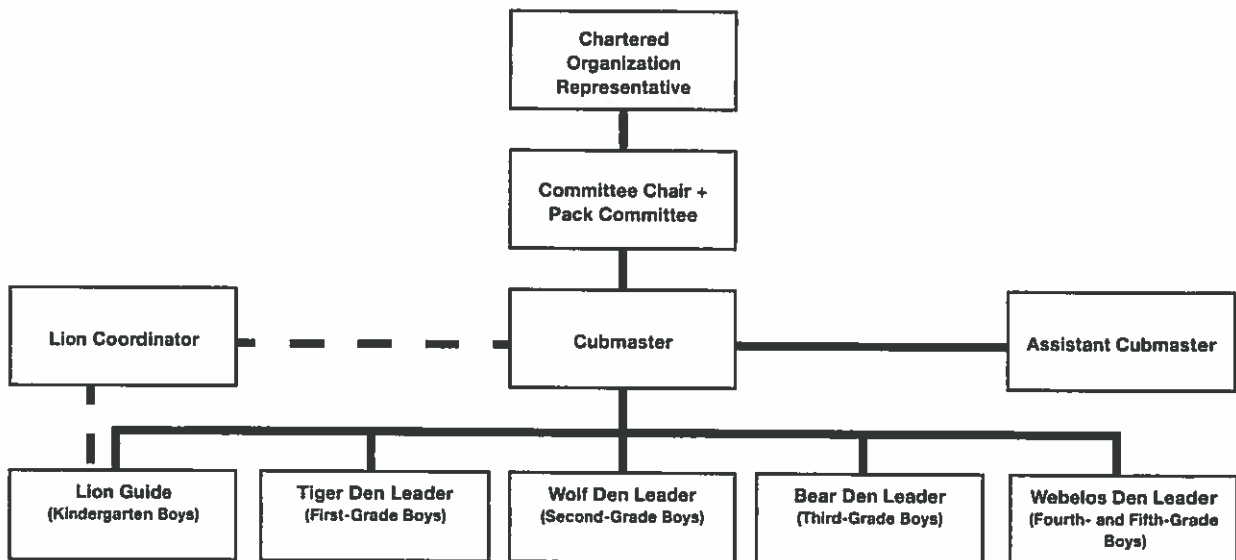 Chartered
Organization
Representative
Committee Chair +
Pack Committee
Lion Coordinator
Cubmaster
Assistant Cubmaster
Lion Guide
(Kindergarten Boys)
Tiger Den Leader
(First-Grade Boys)
Wolf Den Leader
(Second-Grade Boys)
Bear Den Leader
(Third-Grade Boys)
Webelos Den Leader
(Fourth- and Fifth-Grade
Boys)